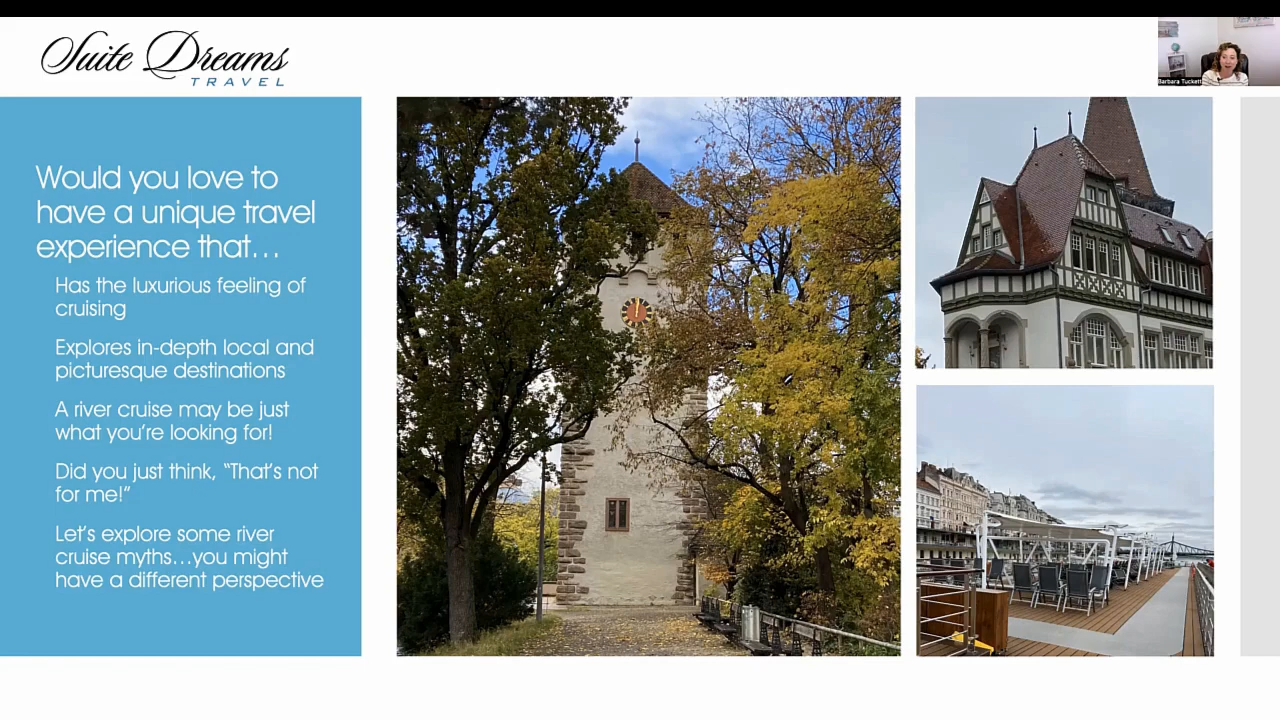 Suite Dreams
TRAVEL
Barbara Tuckett
Would you love to
have a unique travel
experience that…
Has the luxurious feeling of
cruising
Explores in-depth local and
picturesque destinations
A river cruise may be just
what you’re looking for!
Did you just think, “That’s not
for me!”
Let’s explore some river
cruise myths…you might
have a different perspective